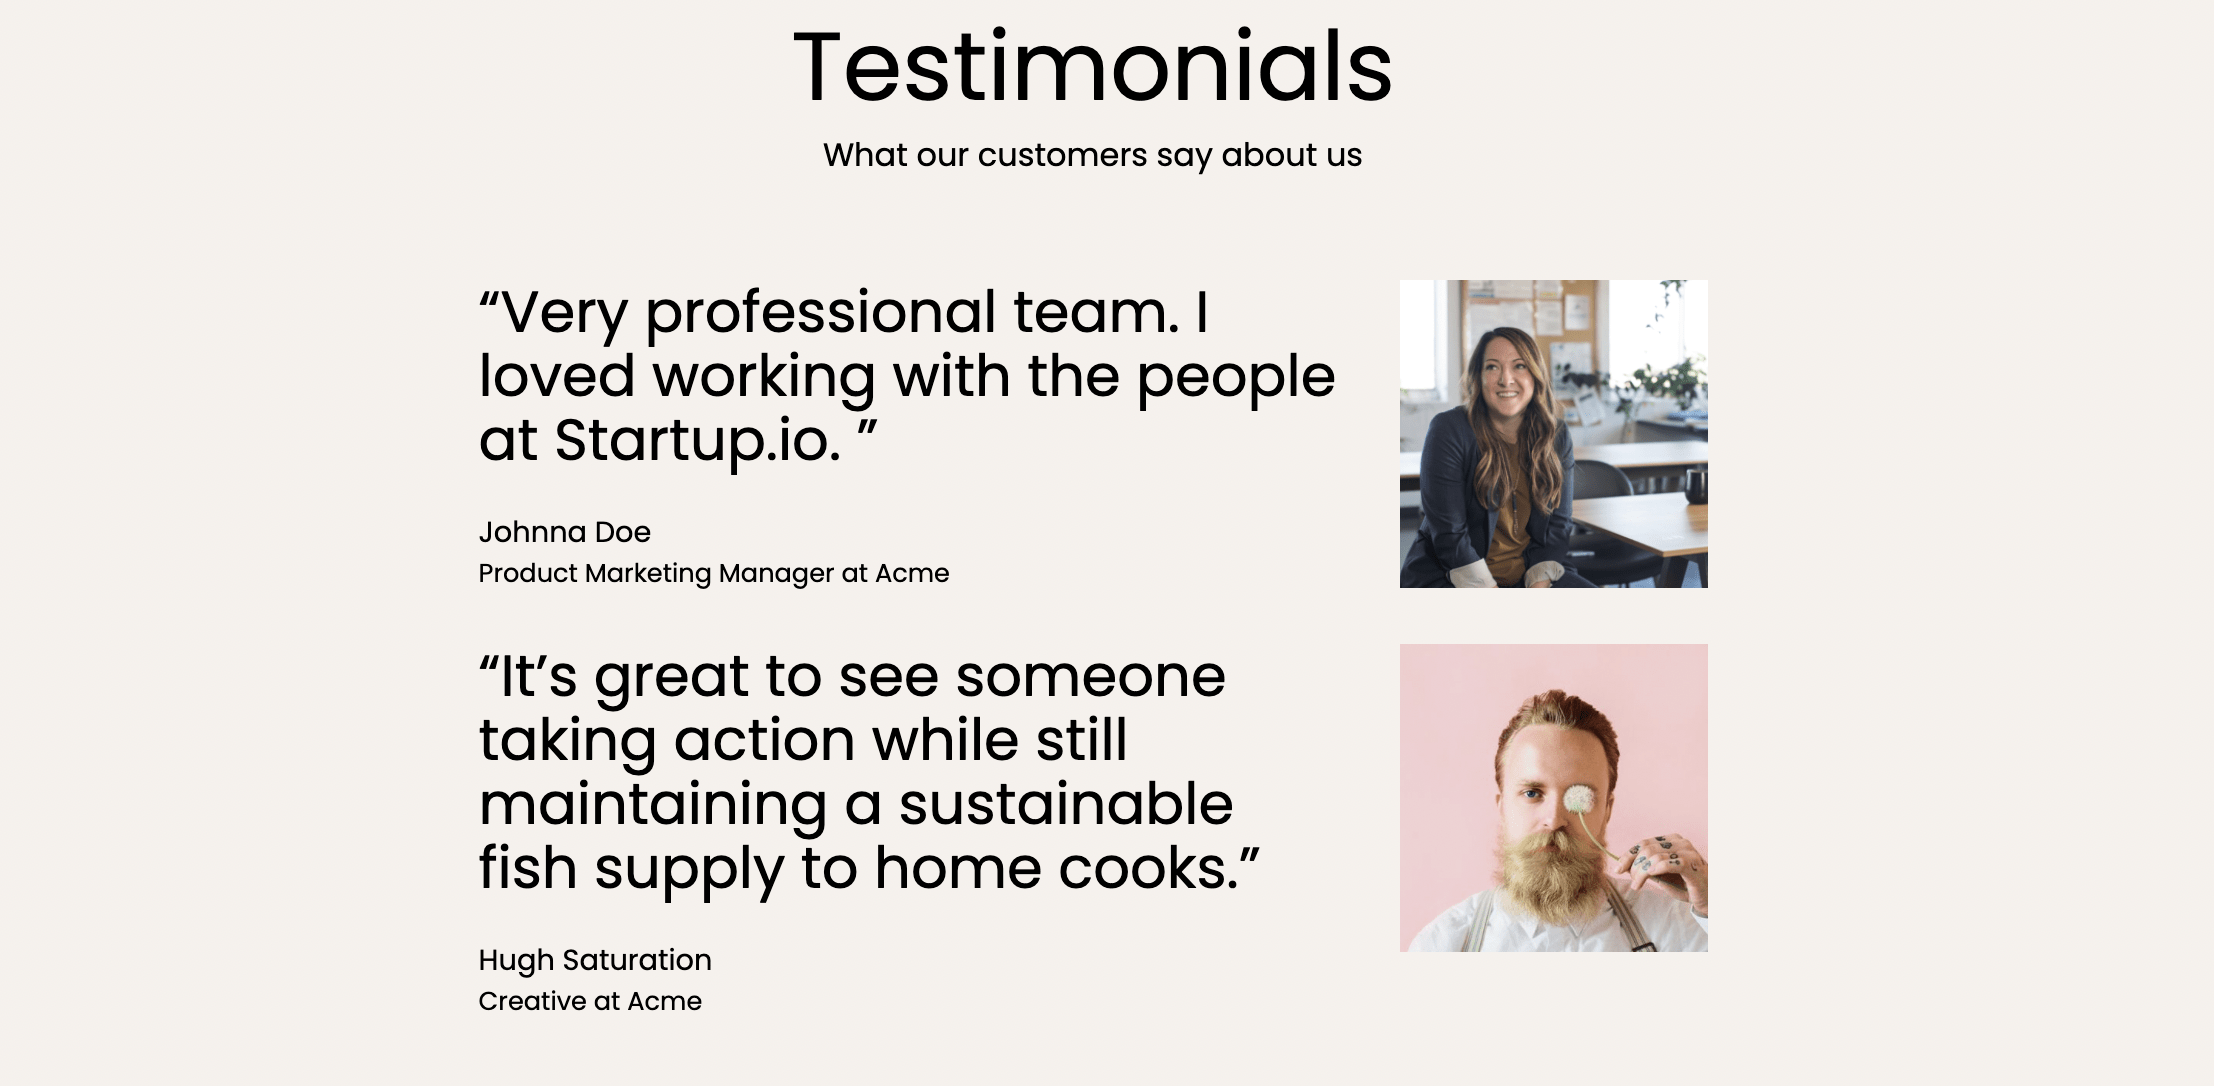 Testimonials
What our customers say about us
“Very professional team. I
loved working with the people
at Startup.io. ”
Johnna Doe
Product Marketing Manager at Acme
“It’s great to see someone
taking action while still
maintaining a sustainable
fish supply to home cooks.”
Hugh Saturation
Creative at Acme